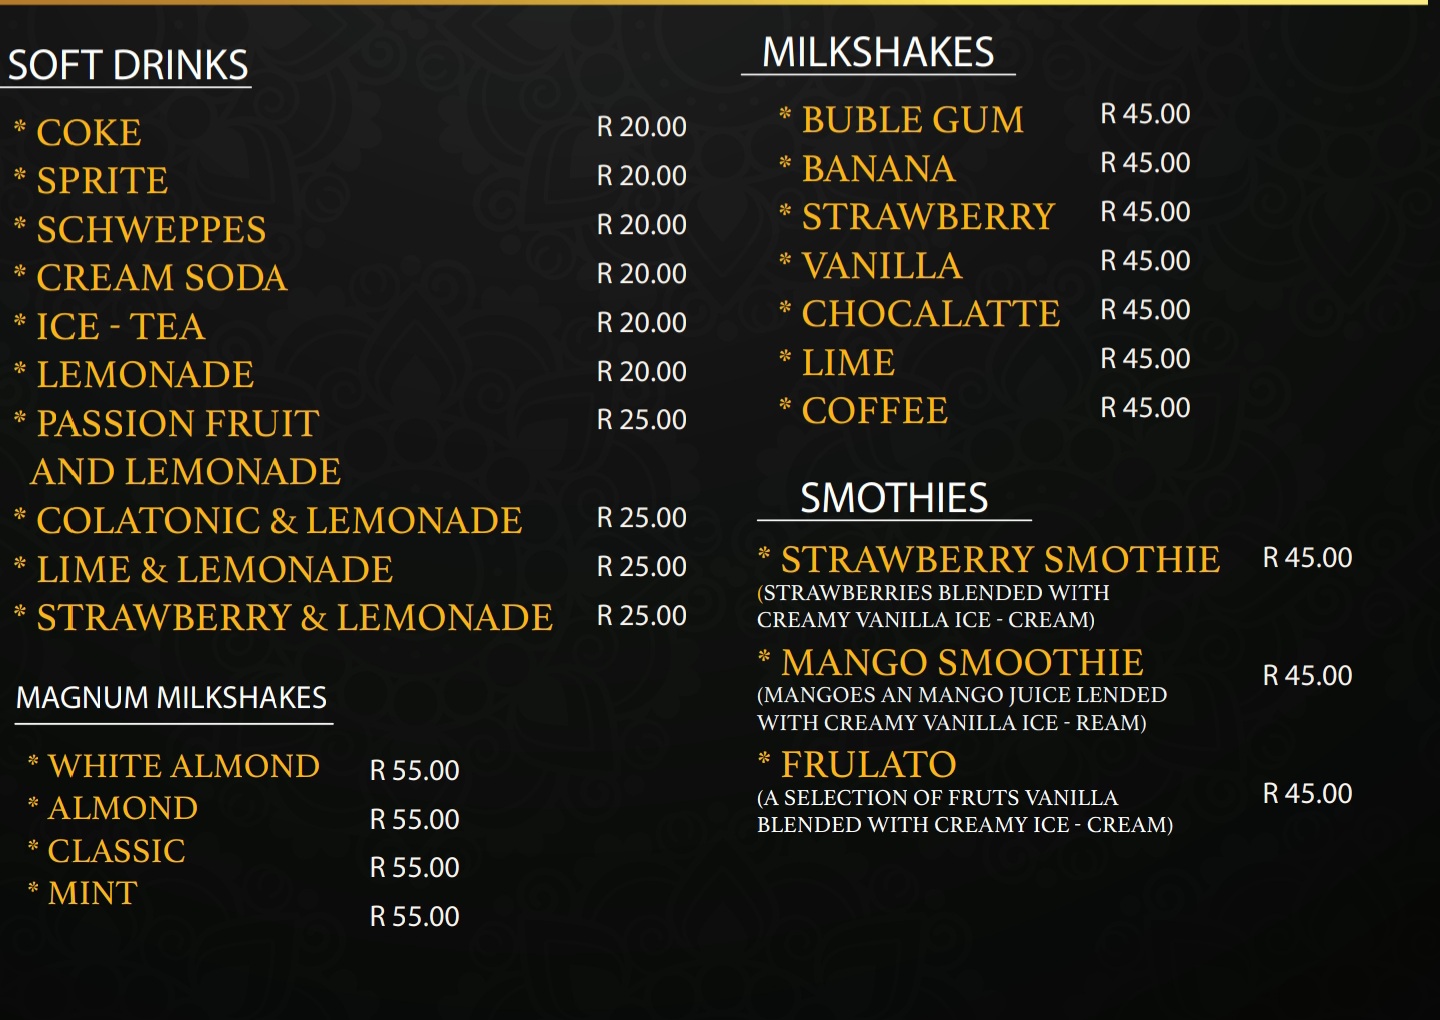 SOFT DRINKS
* COKE R 20.00
* SPRITE R 20.00
* SCHWEPPES R 20.00
* CREAM SODA R 20.00
* ICE - TEA R 20.00
* LEMONADE R 20.00
* PASSION FRUIT R 25.00
AND LEMONADE
* COLATONIC & LEMONADE R 25.00
* LIME & LEMONADE R 25.00
* STRAWBERRY & LEMONADE R 25.00
MAGNUM MILKSHAKES
* WHITE ALMOND R 55.00
* ALMOND R 55.00
* CLASSIC R 55.00
* MINT R 55.00
MILKSHAKES
* BUBLE GUM R 45.00
* BANANA R 45.00
* STRAWBERRY R 45.00
* VANILLA R 45.00
* CHOCALATTE R 45.00
* LIME R 45.00
* COFFEE R 45.00
SMOTHIES
* STRAWBERRY SMOTHIE R 45.00
(STRAWBERRIES BLENDED WITH
CREAMY VANILLA ICE - CREAM)
* MANGO SMOOTHIE R 45.00
(MANGOES AN MANGO JUICE LENDED
WITH CREAMY VANILLA ICE - REAM)
* FRULATO R 45.00
(A SELECTION OF FRUTS VANILLA
BLENDED WITH CREAMY ICE - CREAM)